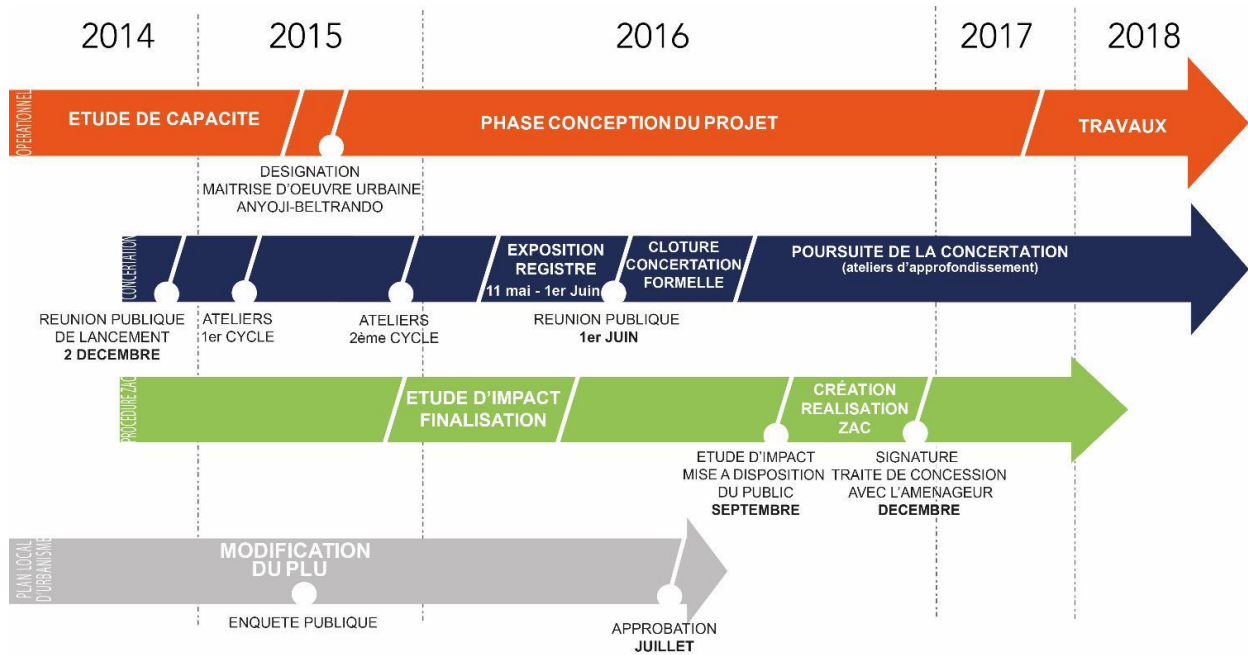 2014
2015
2016
2017
2018
OPERATIONNEL
ETUDE DE CAPACITE
PHASE CONCEPTION DU PROJET
TRAVAUX
DESIGNATION
MAITRISE D'OEUVRE URBAINE
ANYOJI-BELTRANDO
CONCERTATION
EXPOSITION
REGISTRE
11 mai - 1er Juin
CLOTURE
CONCERTATION
FORMELLE
POURSUITE DE LA CONCERTATION
(ateliers d'approfondissement)
REUNION PUBLIQUE
DE LANCEMENT
2 DECEMBRE
ATELIERS
1er CYCLE
ATELIERS
2ème CYCLE
REUNION PUBLIQUE
1er JUIN
PROCEDURE ZAC
ETUDE D'IMPACT
FINALISATION
CRÉATION
REALISATION
ZAC
ETUDE D'IMPACT
MISE A DISPOSITION
DU PUBLIC
SEPTEMBRE
SIGNATURE
TRAITE DE CONCESSION
AVEC L'AMENAGEUR
DECEMBRE
PLAN LOCAL
D'URBANISME
MODIFICATION
DU PLU
ENQUETE PUBLIQUE
APPROBATION
JUILLET